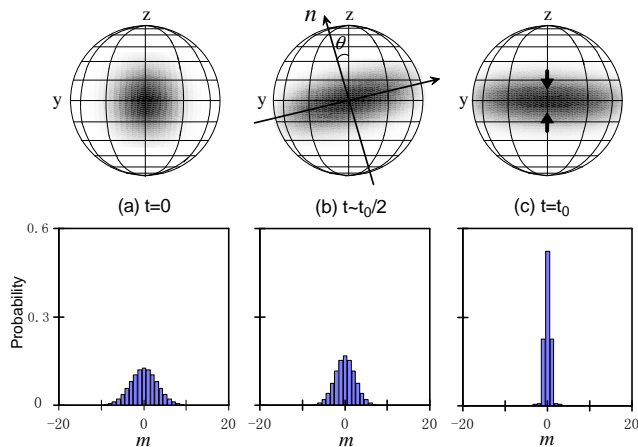 z n z z
θ
y y y
(a) t=0 (b) t~t₀/2 (c) t=t₀
0.6
0.3
0
Probability
-20 0 20 -20 0 20 -20 0 20
m m m